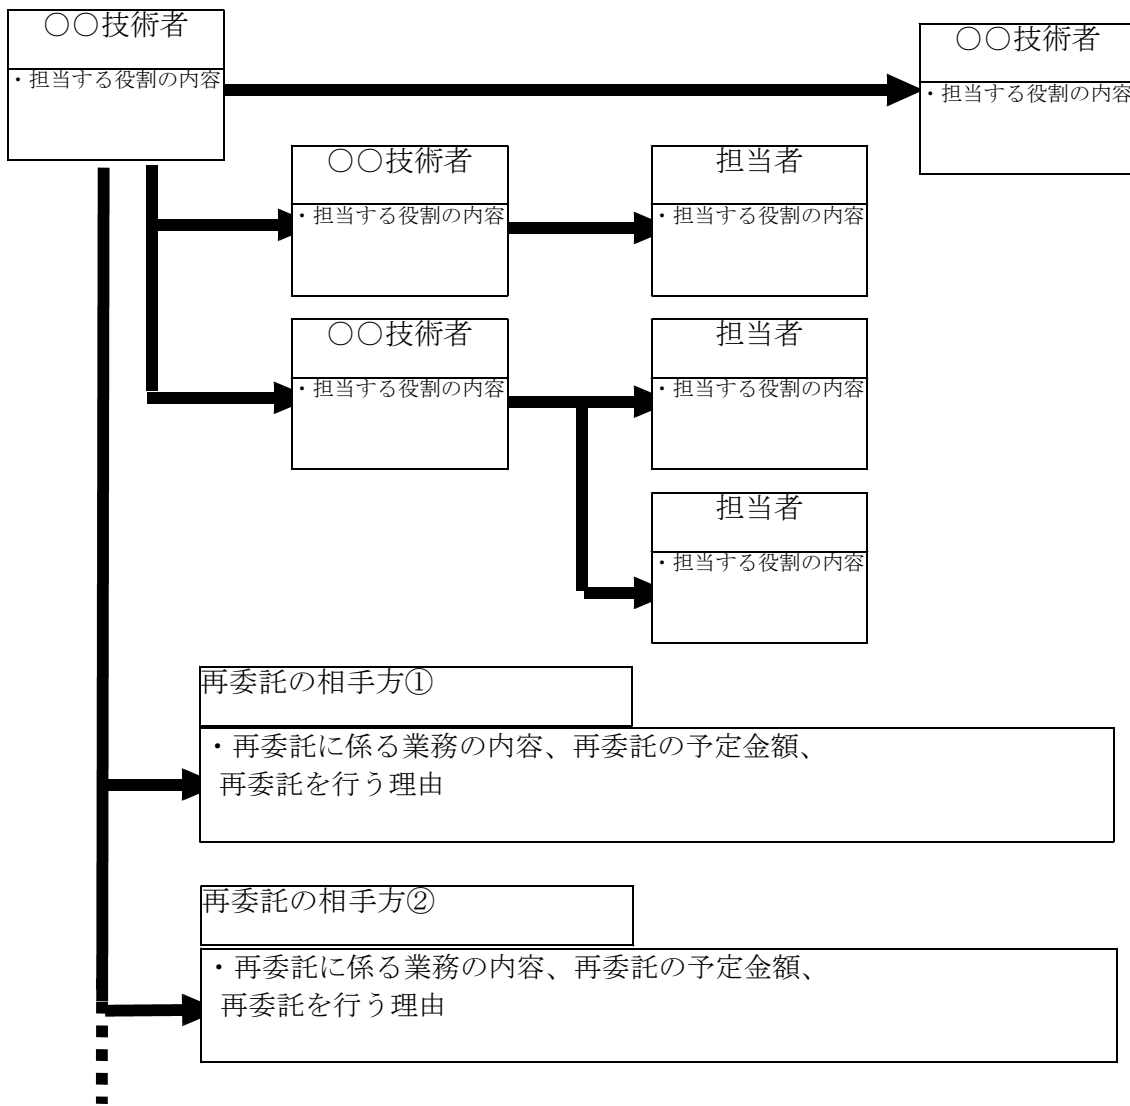 ○○技術者
・担当する役割の内容
○○技術者
・担当する役割の内容
○○技術者
・担当する役割の内容
担当者
・担当する役割の内容
○○技術者
・担当する役割の内容
担当者
・担当する役割の内容
担当者
・担当する役割の内容
再委託の相手方①
・再委託に係る業務の内容、再委託の予定金額、
再委託を行う理由
再委託の相手方②
・再委託に係る業務の内容、再委託の予定金額、
再委託を行う理由